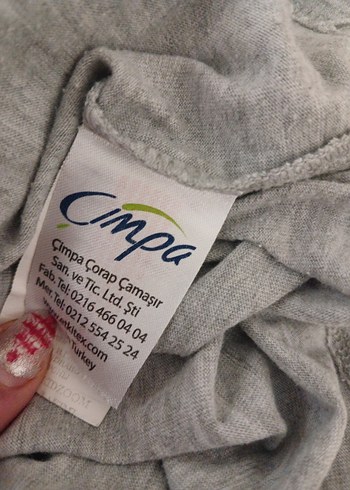 Çimpa
Çimpa Çorap Çamaşır
San. ve Tic. Ltd. Şti
Fab. Tel: 0216 466 04 04
Mer. Tel: 0212 554 25 24
Turkey